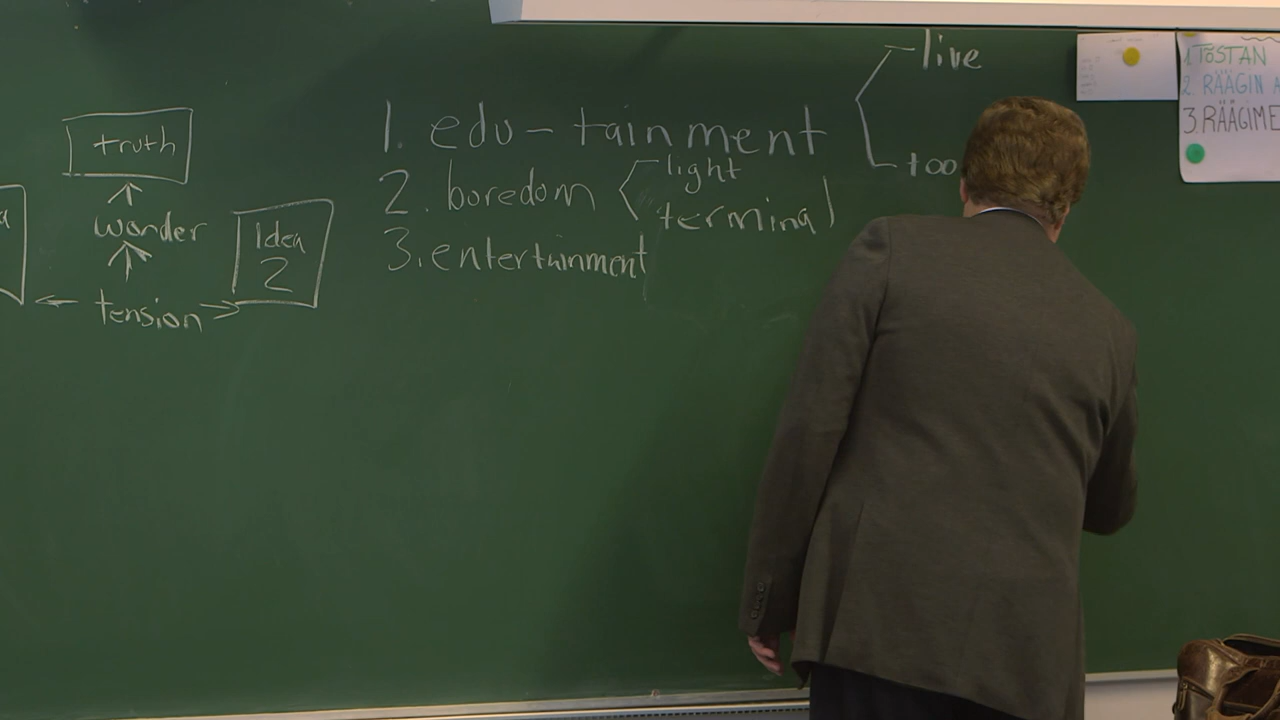 truth
wonder
Idea
2
tension
1. edu-tainment
2. boredom
light
terminal
3. entertainment
live
too
1. TÕSTAN
2. RÄÄGIN
3. RÄÄGIME